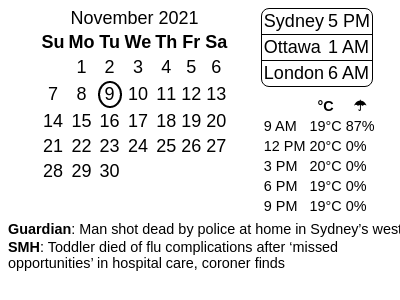 November 2021
Su Mo Tu We Th Fr Sa
1 2 3 4 5 6
7 8 9 10 11 12 13
14 15 16 17 18 19 20
21 22 23 24 25 26 27
28 29 30
Sydney 5 PM
Ottawa 1 AM
London 6 AM
°C ☂
9 AM 19°C 87%
12 PM 20°C 0%
3 PM 20°C 0%
6 PM 19°C 0%
9 PM 19°C 0%
Guardian: Man shot dead by police at home in Sydney’s
SMH: Toddler died of flu complications after ‘missed
opportunities’ in hospital care, coroner finds